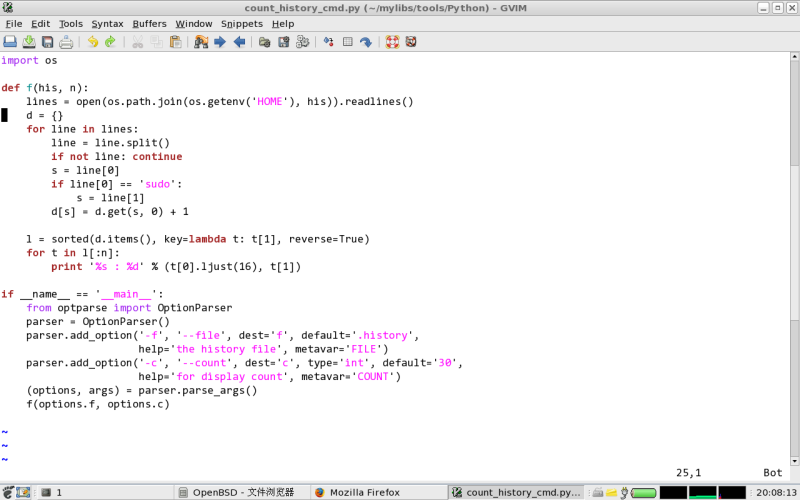 count_history_cmd.py (~/mylibs/tools/Python) - GVIM
File Edit Tools Syntax Buffers Window Snippets Help
import os
def f(his, n):
    lines = open(os.path.join(os.getenv('HOME'), his)).readlines()
    d = {}
    for line in lines:
        line = line.split()
        if not line: continue
        s = line[0]
        if line[0] == 'sudo':
            s = line[1]
        d[s] = d.get(s, 0) + 1
    l = sorted(d.items(), key=lambda t: t[1], reverse=True)
    for t in l[:n]:
        print '%s : %d' % (t[0].ljust(16), t[1])
if __name__ == '__main__':
    from optparse import OptionParser
    parser = OptionParser()
    parser.add_option('-f', '--file', dest='f', default='.history',
                      help='the history file', metavar='FILE')
    parser.add_option('-c', '--count', dest='c', type='int', default='30',
                      help='for display count', metavar='COUNT')
    (options, args) = parser.parse_args()
    f(options.f, options.c)
~
~
~
25,1 Bot
1 OpenBSD - 文件浏览器 Mozilla Firefox count_history_cmd.py... 20:08:13